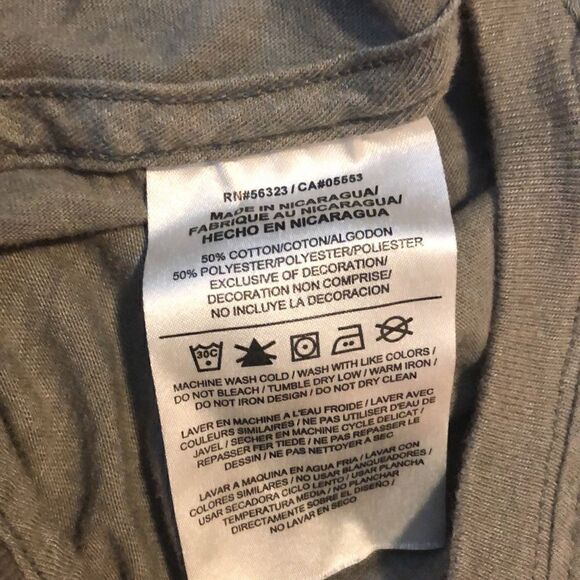 RN#56323 / CA#05553
MADE IN NICARAGUA/
FABRIQUE AU NICARAGUA/
HECHO EN NICARAGUA
50% COTTON/COTON/ALGODON
50% POLYESTER/POLYESTER/POLIESTER
EXCLUSIVE OF DECORATION/
DECORATION NON COMPRISE/
NO INCLUYE LA DECORACION
30C
MACHINE WASH COLD / WASH WITH LIKE COLORS /
DO NOT BLEACH / TUMBLE DRY LOW / WARM IRON /
DO NOT IRON DESIGN / DO NOT DRY CLEAN
LAVER EN MACHINE A L'EAU FROIDE / LAVER AVEC
COULEURS SIMILAIRES / NE PAS UTILISER D'EAU DE
JAVEL / SECHER EN MACHINE CYCLE DELICAT /
REPASSER FER TIEDE / NE PAS REPASSER LE
DESSIN / NE PAS NETTOYER A SEC
LAVAR A MAQUINA EN AGUA FRIA / LAVAR CON
COLORES SIMILARES / NO USAR BLANQUEADORES /
USAR SECADORA CICLO LENTO / USAR PLANCHA
TEMPERATURA MEDIA / NO PLANCHAR
DIRECTAMENTE SOBRE EL DISEÑO /
NO LAVAR EN SECO